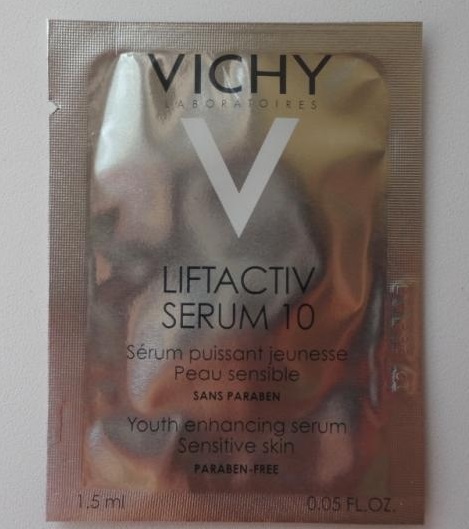 VICHY
LABORATOIRES
V
LIFTACTIV
SERUM 10
Sérum puissant jeunesse
Peau sensible
SANS PARABEN
Youth enhancing serum
Sensitive skin
PARABEN-FREE
1.5 ml 0.05 FL.OZ.